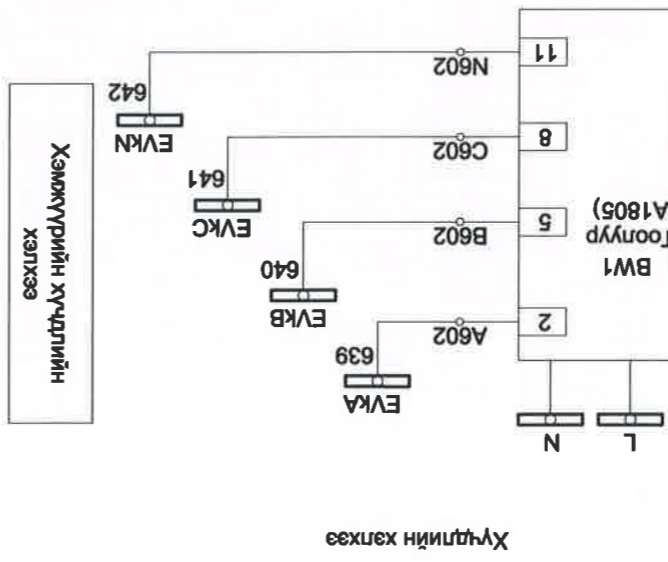 Хүчдлийн хэлхээ
L
N
EVkA
639
2
A602
BW1
Тоолуур
A1805)
EVkB
640
5
B602
EVkC
641
8
C602
EVkN
642
11
N602
Хэмжүүрийн хүчдлийн
хэлхээ